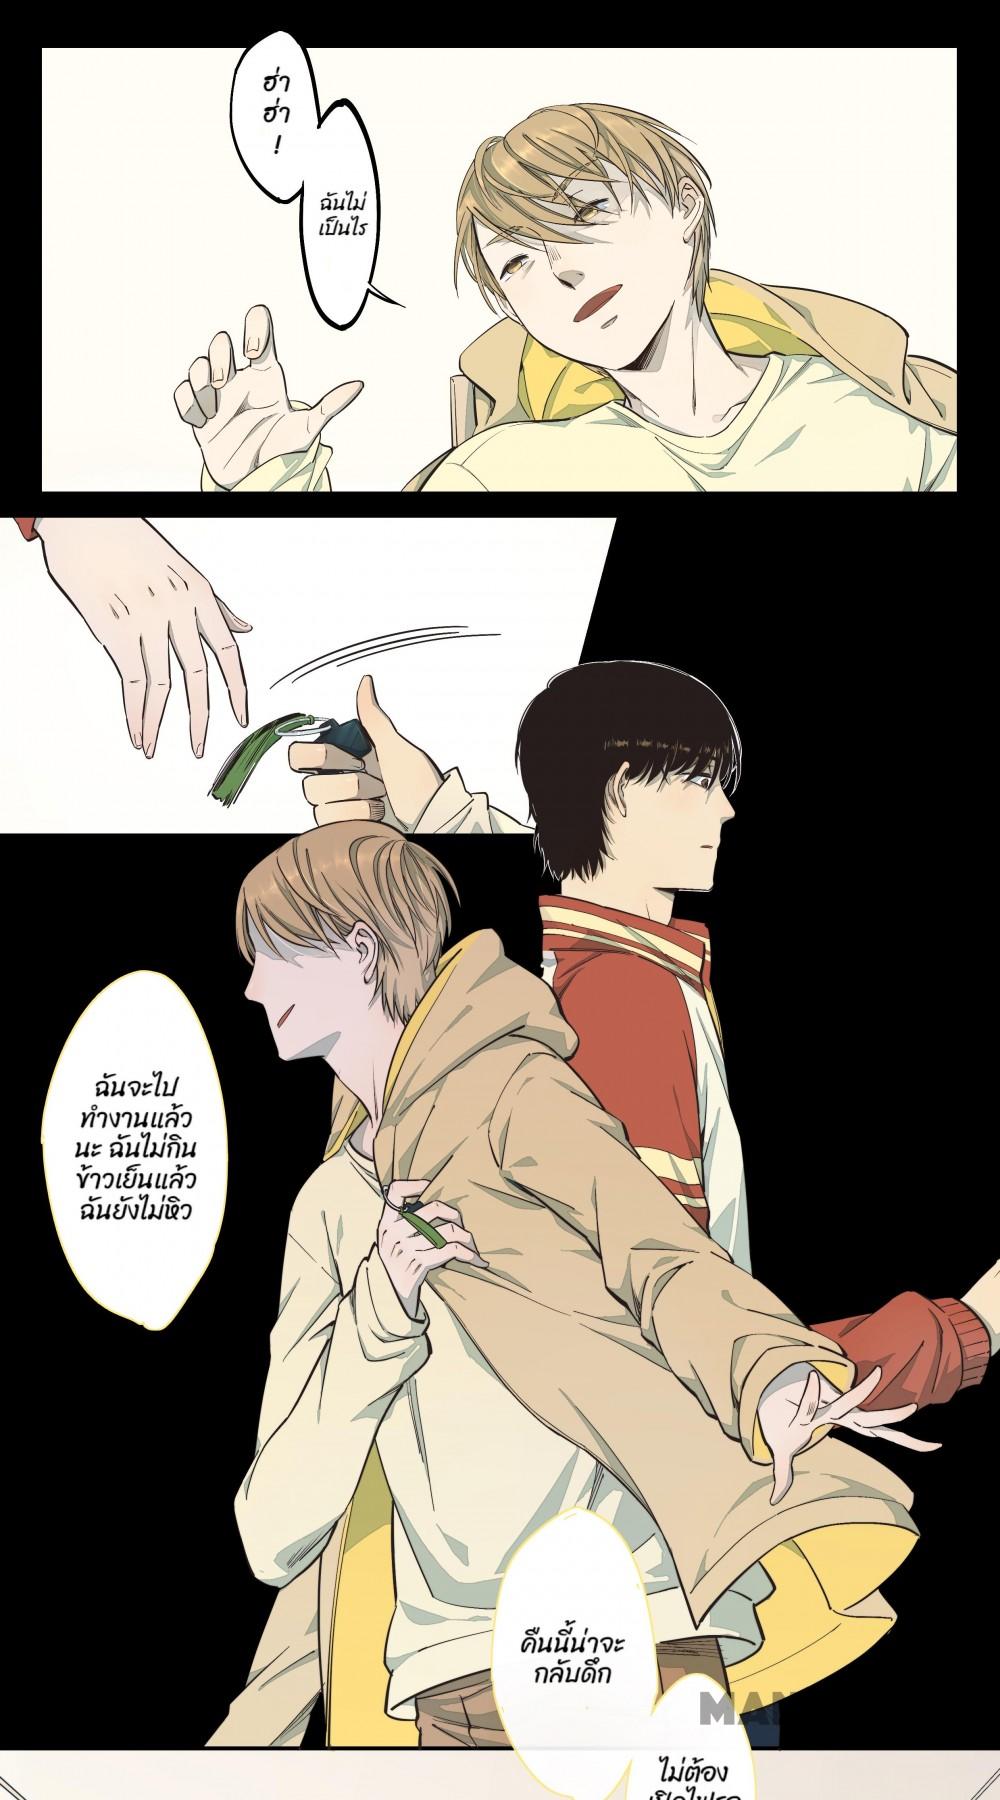 ฮ่า
ฮ่า
!
ฉันไม่
เป็นไร
ฉันจะไป
ทำงานแล้ว
นะ ฉันไม่กิน
ข้าวเย็นแล้ว
ฉันยังไม่หิว
คืนนี้น่าจะ
กลับดึก
MAN
ไม่ต้อง